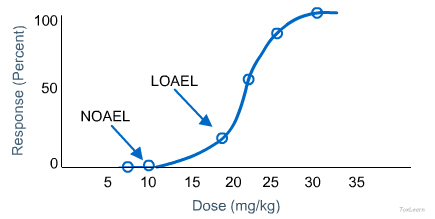 100
Response (Percent)
LOAEL
50
NOAEL
0
5 10 15 20 25 30 35
Dose (mg/kg)
ToxLearn